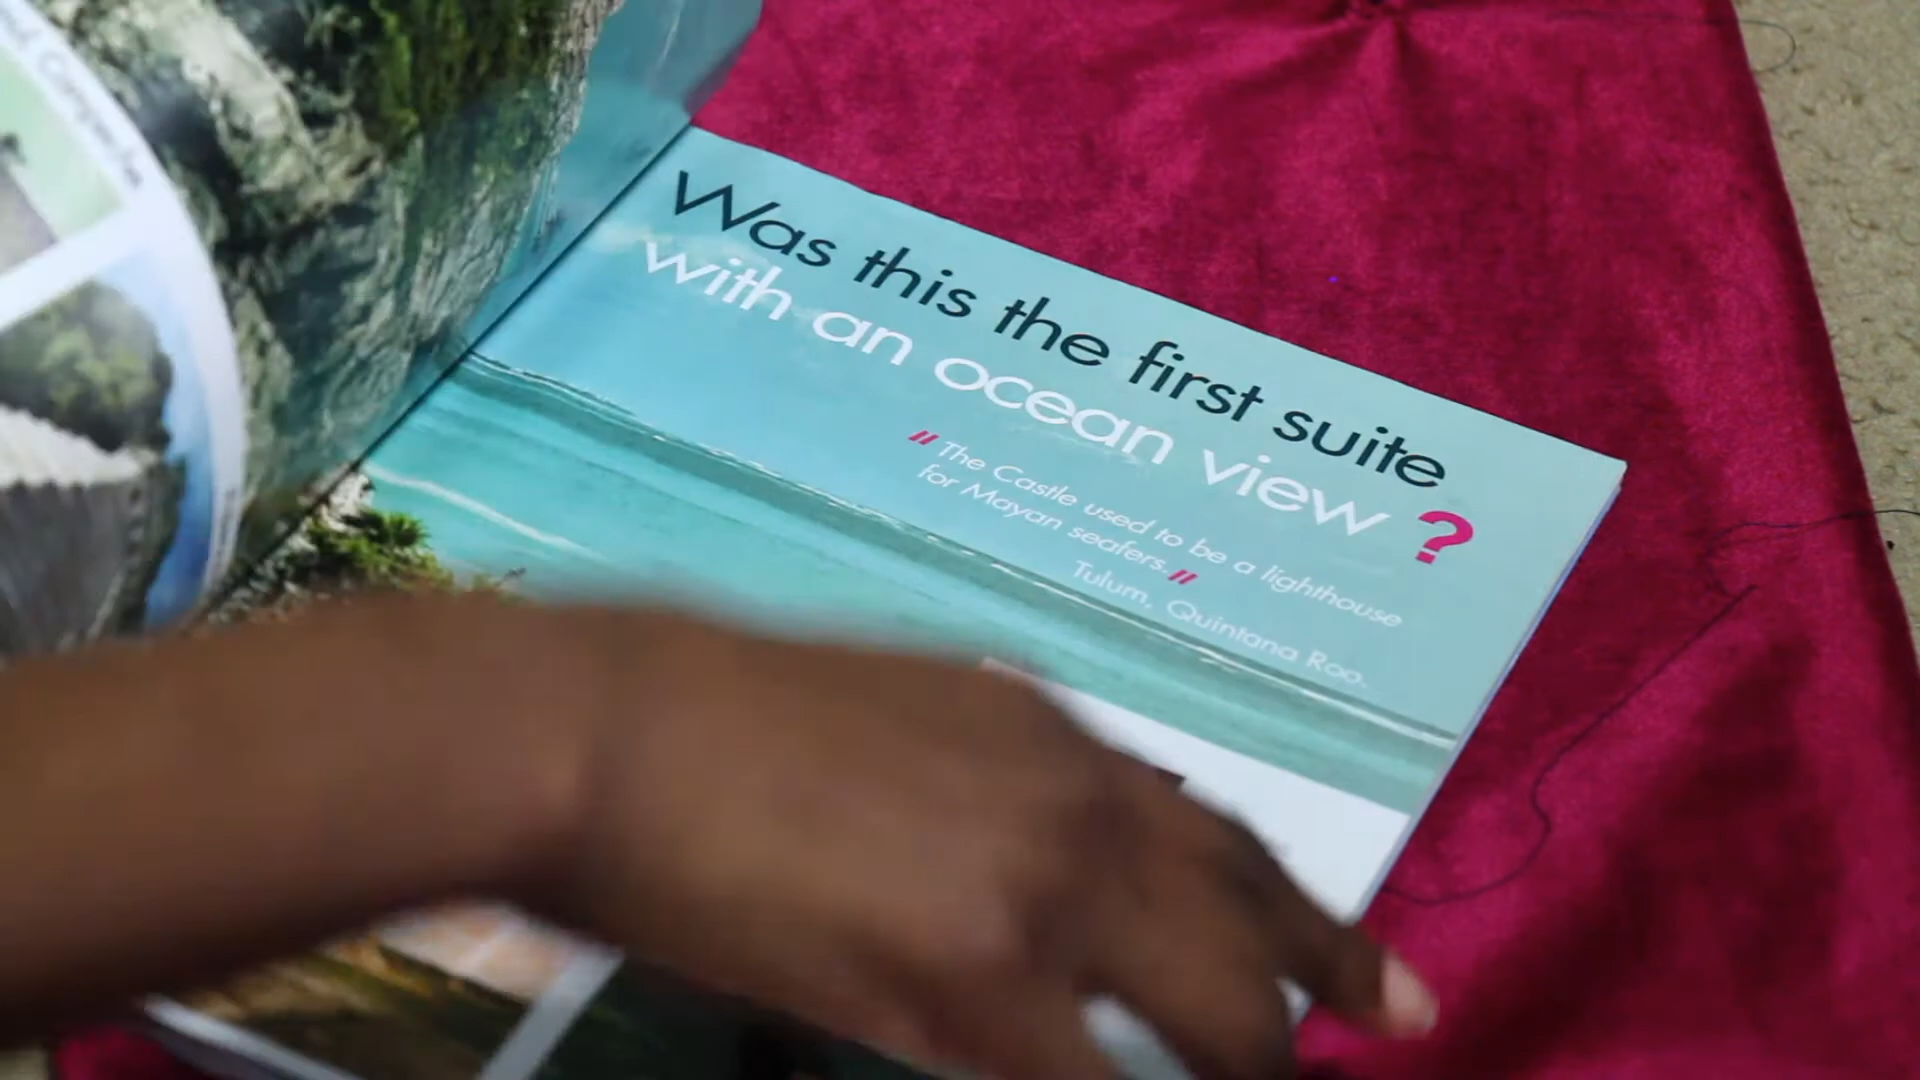 Was this the first suite
with an ocean view ?
"The Castle used to be a lighthouse
for Mayan seafers."
Tulum, Quintana Roo.